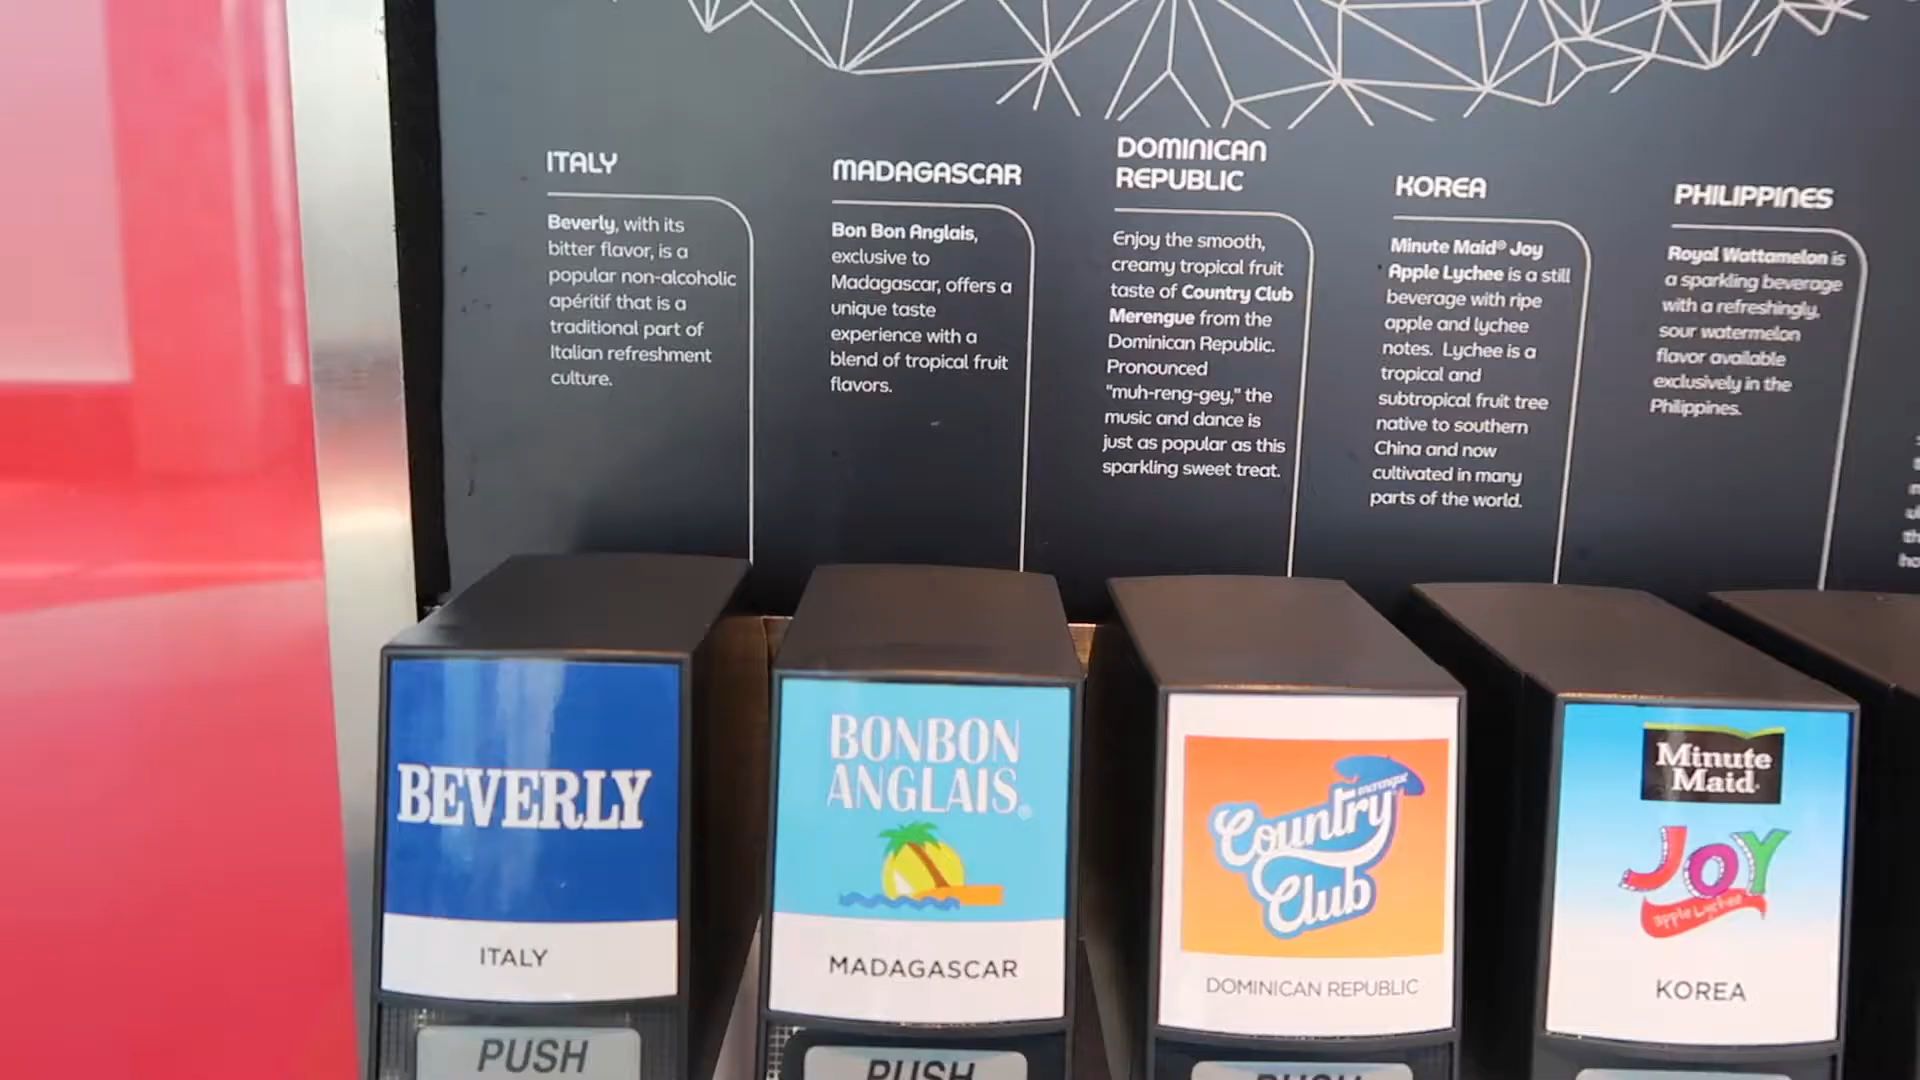 ITALY
Beverly, with its
bitter flavor, is a
popular non-alcoholic
apéritif that is a
traditional part of
Italian refreshment
culture.
MADAGASCAR
Bon Bon Anglais,
exclusive to
Madagascar, offers a
unique taste
experience with a
blend of tropical fruit
flavors.
DOMINICAN
REPUBLIC
Enjoy the smooth,
creamy tropical fruit
taste of Country Club
Merengue from the
Dominican Republic.
Pronounced
"muh-reng-gey," the
music and dance is
just as popular as this
sparkling sweet treat.
KOREA
Minute Maid® Joy
Apple Lychee is a still
beverage with ripe
apple and lychee
notes. Lychee is a
tropical and
subtropical fruit tree
native to southern
China and now
cultivated in many
parts of the world.
PHILIPPINES
Royal Wattamelon is
a sparkling beverage
with a refreshingly,
sour watermelon
flavor available
exclusively in the
Philippines.
BEVERLY
ITALY
PUSH
BONBON
ANGLAIS®
MADAGASCAR
PUSH
merengue
Country
Club
DOMINICAN REPUBLIC
PUSH
Minute
Maid
JOY
apple Lychee
KOREA